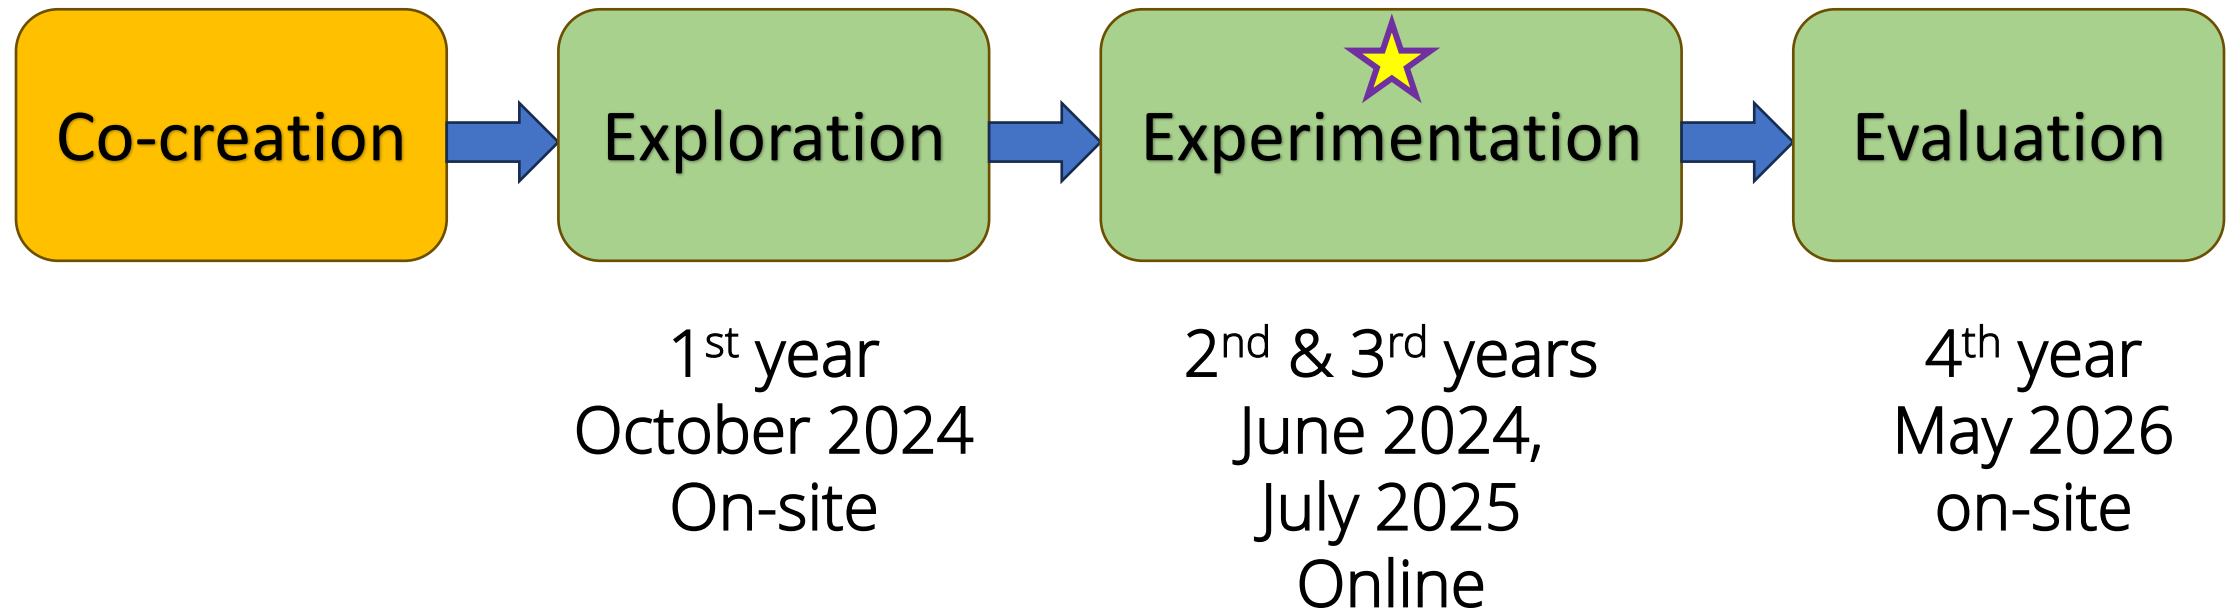 Co-creation
Exploration
Experimentation
Evaluation
1st year
October 2024
On-site
2nd & 3rd years
June 2024,
July 2025
Online
4th year
May 2026
on-site